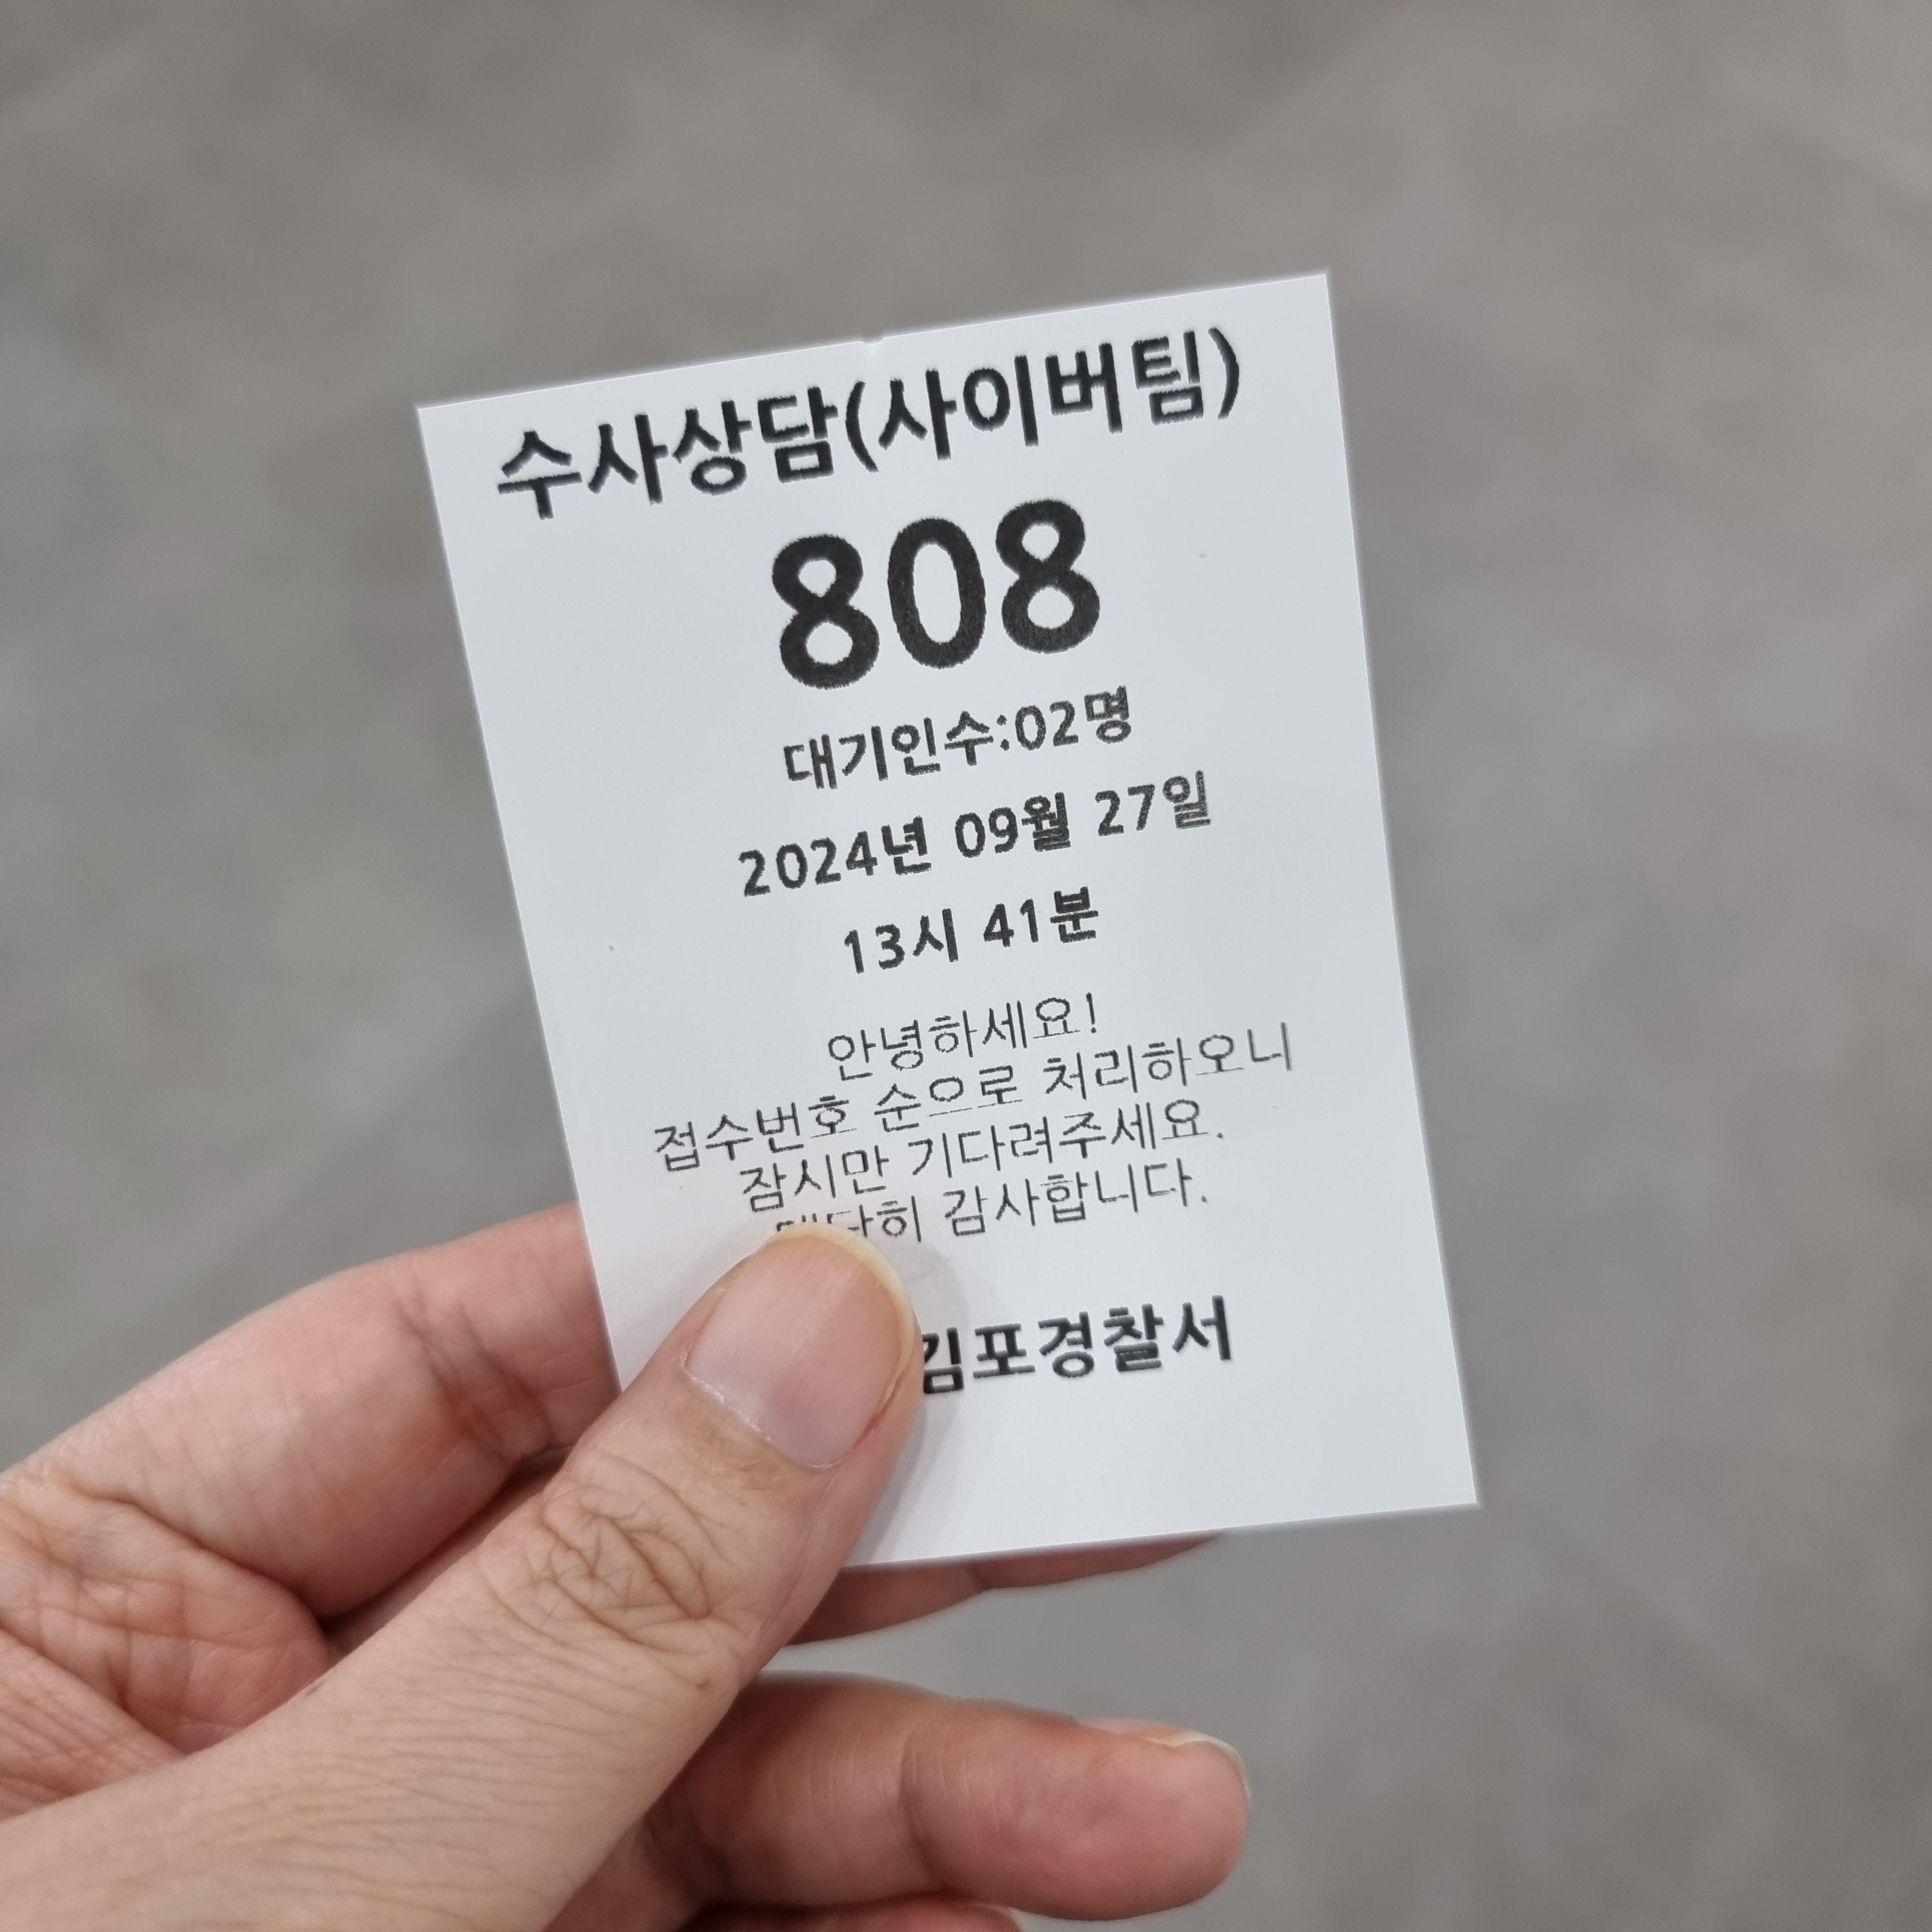 수사상담(사이버팀)
808
대기인수:02명
2024년 09월 27일
13시 41분
안녕하세요!
접수번호 순으로 처리하오니
잠시만 기다려주세요.
감사합니다.
김포경찰서